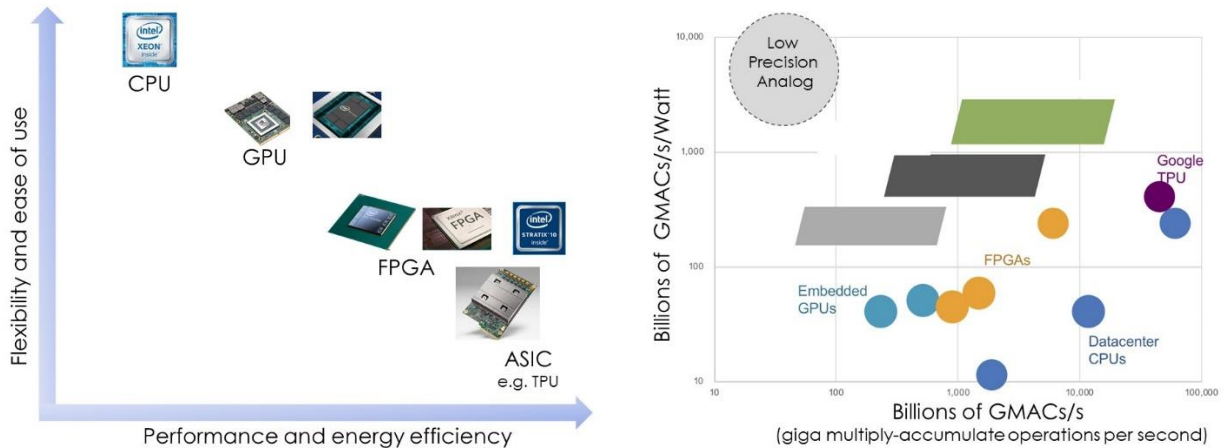 Flexibility and ease of use
intel
XEON
inside
CPU
GPU
FPGA
XILINX
FPGA
intel
STRATIX 10
inside
ASIC
e.g. TPU
Performance and energy efficiency
Billions of GMACs/s/Watt
10,000
1,000
100
10
Low
Precision
Analog
Google
TPU
FPGAs
Embedded
GPUs
Datacenter
CPUs
10
100
1,000
10,000
100,000
Billions of GMACs/s
(giga multiply-accumulate operations per second)